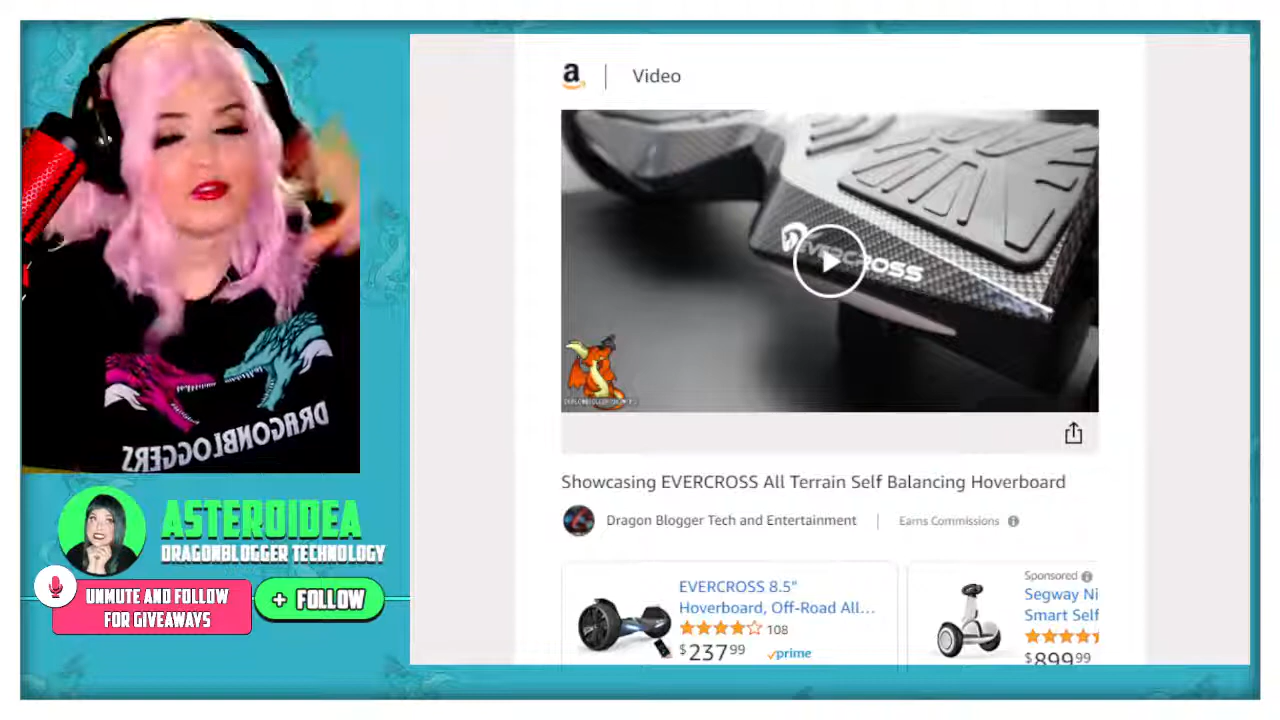 a | Video
EVERCROSS
DRAGONBLOGGERS
ASTEROIDEA
DRAGONBLOGGER TECHNOLOGY
UNMUTE AND FOLLOW
FOR GIVEAWAYS
+ FOLLOW
Showcasing EVERCROSS All Terrain Self Balancing Hoverboard
Dragon Blogger Tech and Entertainment | Earns Commissions
EVERCROSS 8.5"
Hoverboard, Off-Road All...
108
$237.99 prime
Sponsored
Segway Ni
Smart Self
$899.99